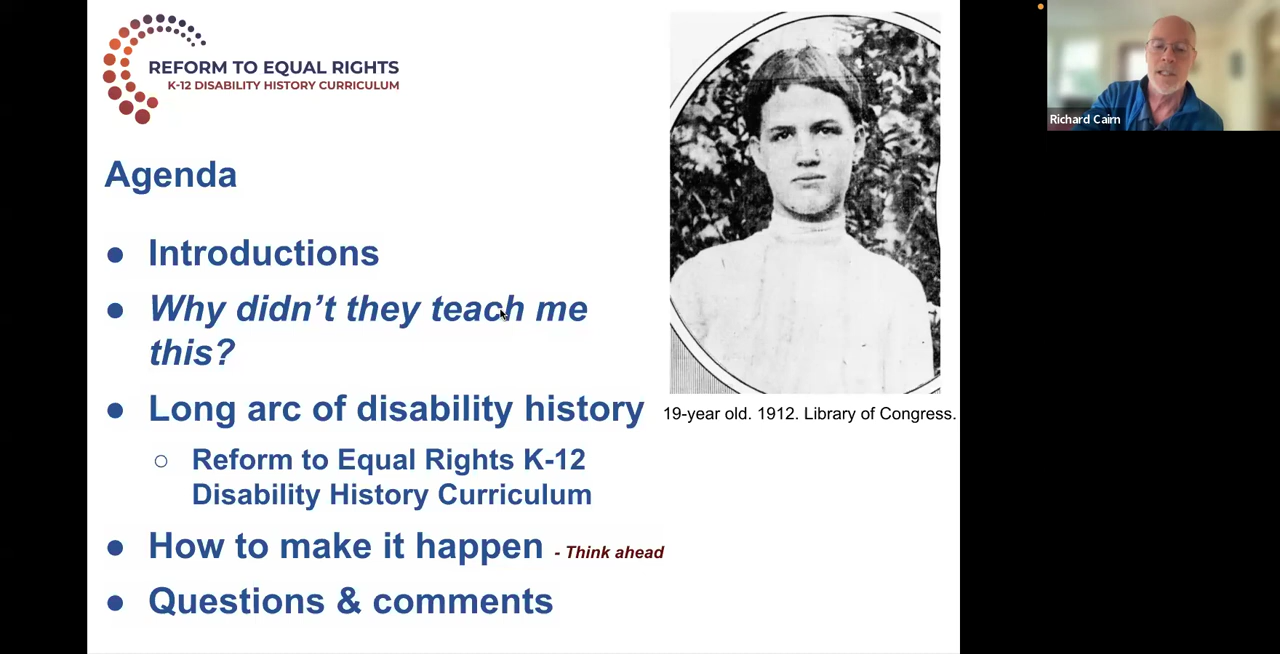 REFORM TO EQUAL RIGHTS
K-12 DISABILITY HISTORY CURRICULUM
Agenda
● Introductions
● Why didn’t they teach me
this?
● Long arc of disability history
○ Reform to Equal Rights K-12
Disability History Curriculum
● How to make it happen - Think ahead
● Questions & comments
19-year old. 1912. Library of Congress.
Richard Cairn